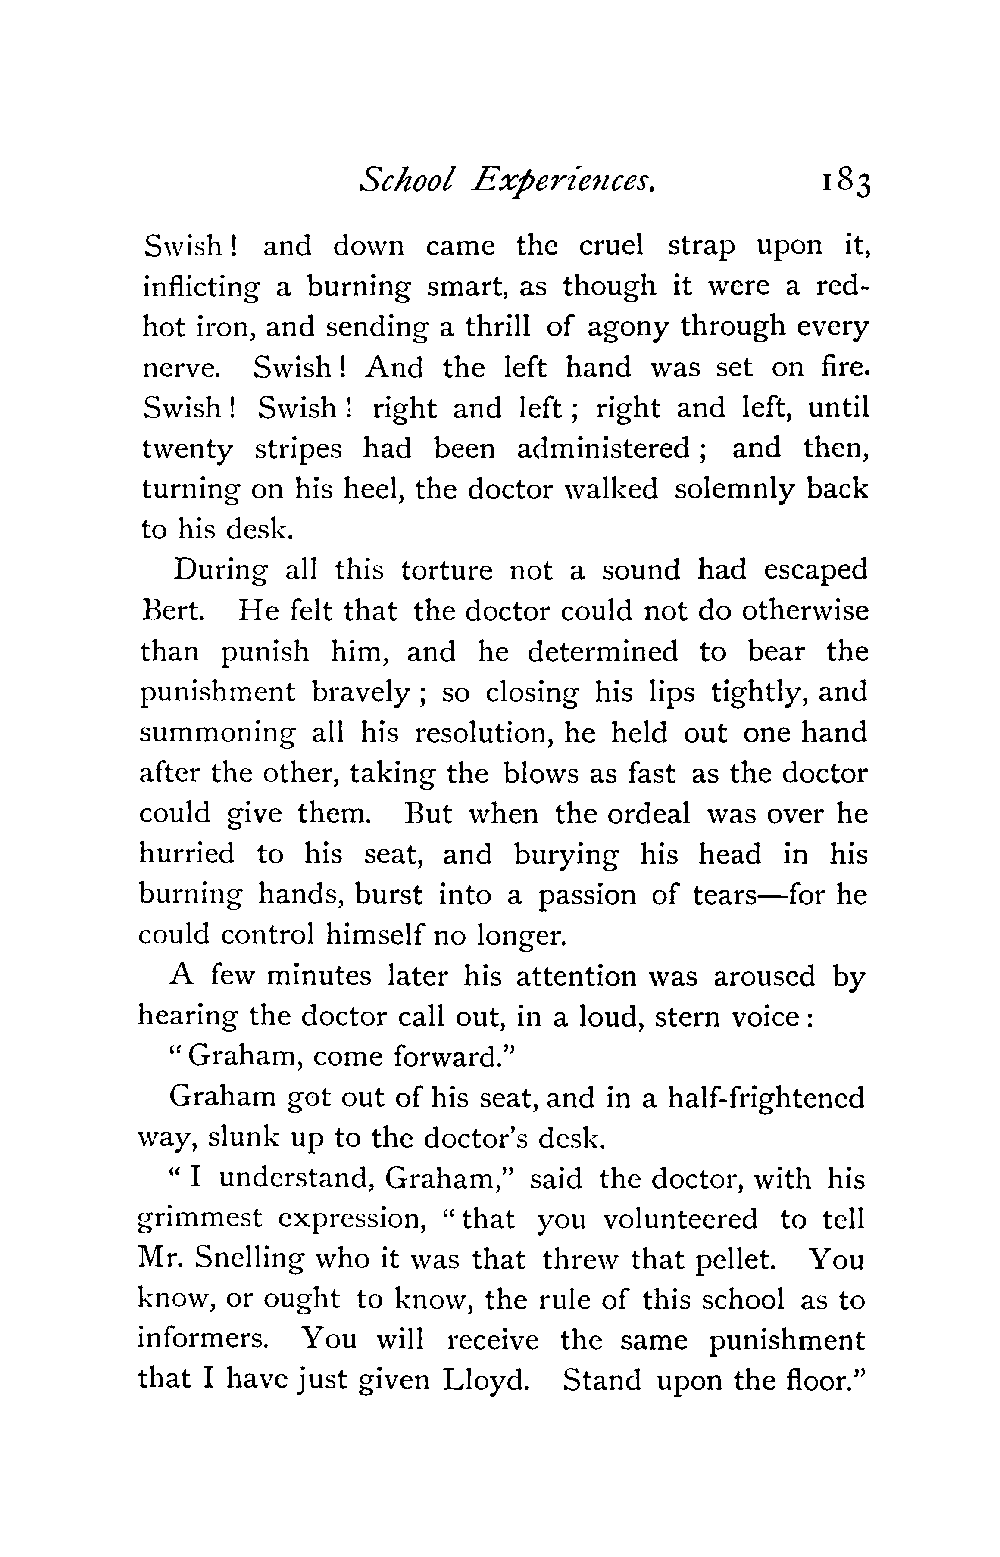 School Experiences. 183
Swish! and down came the cruel strap upon it,
inflicting a burning smart, as though it were a red-
hot iron, and sending a thrill of agony through every
nerve. Swish! And the left hand was set on fire.
Swish! Swish! right and left; right and left, until
twenty stripes had been administered; and then,
turning on his heel, the doctor walked solemnly back
to his desk.
During all this torture not a sound had escaped
Bert. He felt that the doctor could not do otherwise
than punish him, and he determined to bear the
punishment bravely; so closing his lips tightly, and
summoning all his resolution, he held out one hand
after the other, taking the blows as fast as the doctor
could give them. But when the ordeal was over he
hurried to his seat, and burying his head in his
burning hands, burst into a passion of tears—for he
could control himself no longer.
A few minutes later his attention was aroused by
hearing the doctor call out, in a loud, stern voice:
“Graham, come forward.”
Graham got out of his seat, and in a half-frightened
way, slunk up to the doctor’s desk.
“I understand, Graham,” said the doctor, with his
grimmest expression, “that you volunteered to tell
Mr. Snelling who it was that threw that pellet. You
know, or ought to know, the rule of this school as to
informers. You will receive the same punishment
that I have just given Lloyd. Stand upon the floor.”